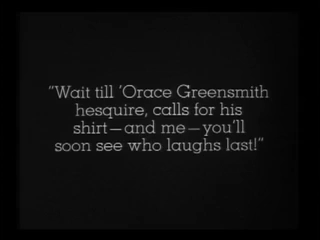 "Wait till 'Orace Greensmith
hesquire, calls for his
shirt—and me—you'll
soon see who laughs last!"